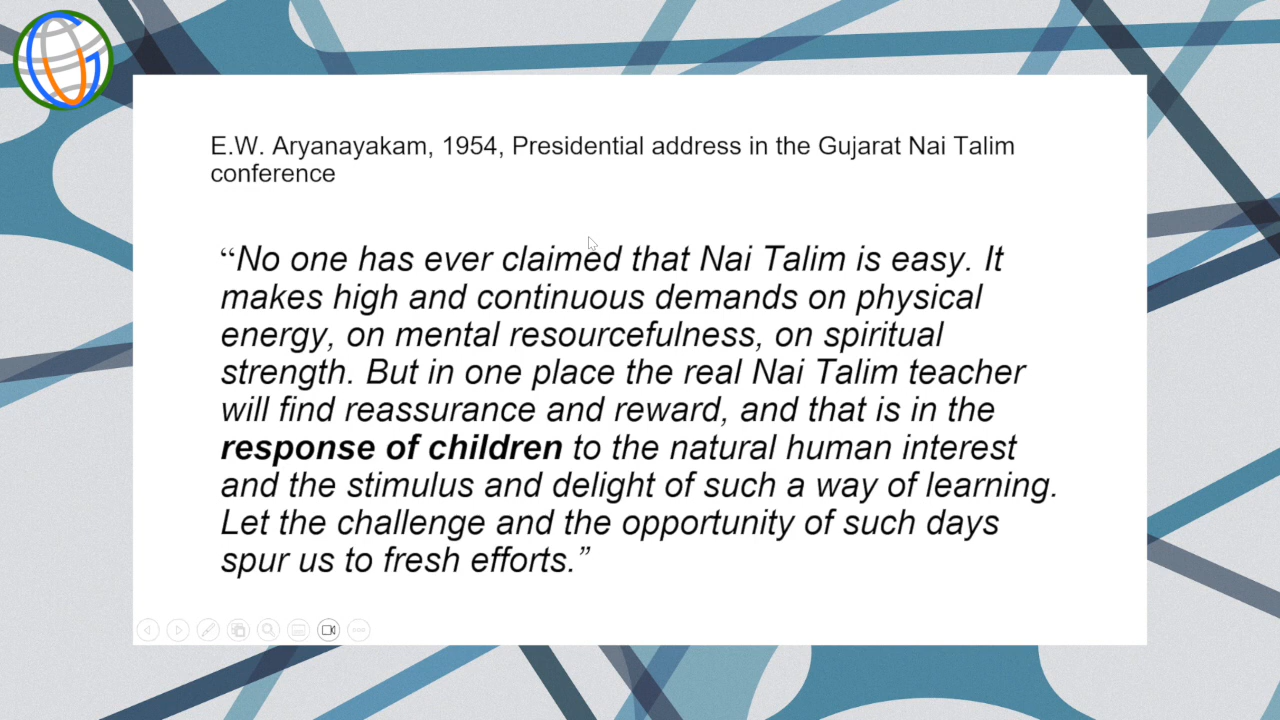 E.W. Aryanayakam, 1954, Presidential address in the Gujarat Nai Talim
conference
“No one has ever claimed that Nai Talim is easy. It
makes high and continuous demands on physical
energy, on mental resourcefulness, on spiritual
strength. But in one place the real Nai Talim teacher
will find reassurance and reward, and that is in the
response of children to the natural human interest
and the stimulus and delight of such a way of learning.
Let the challenge and the opportunity of such days
spur us to fresh efforts.”